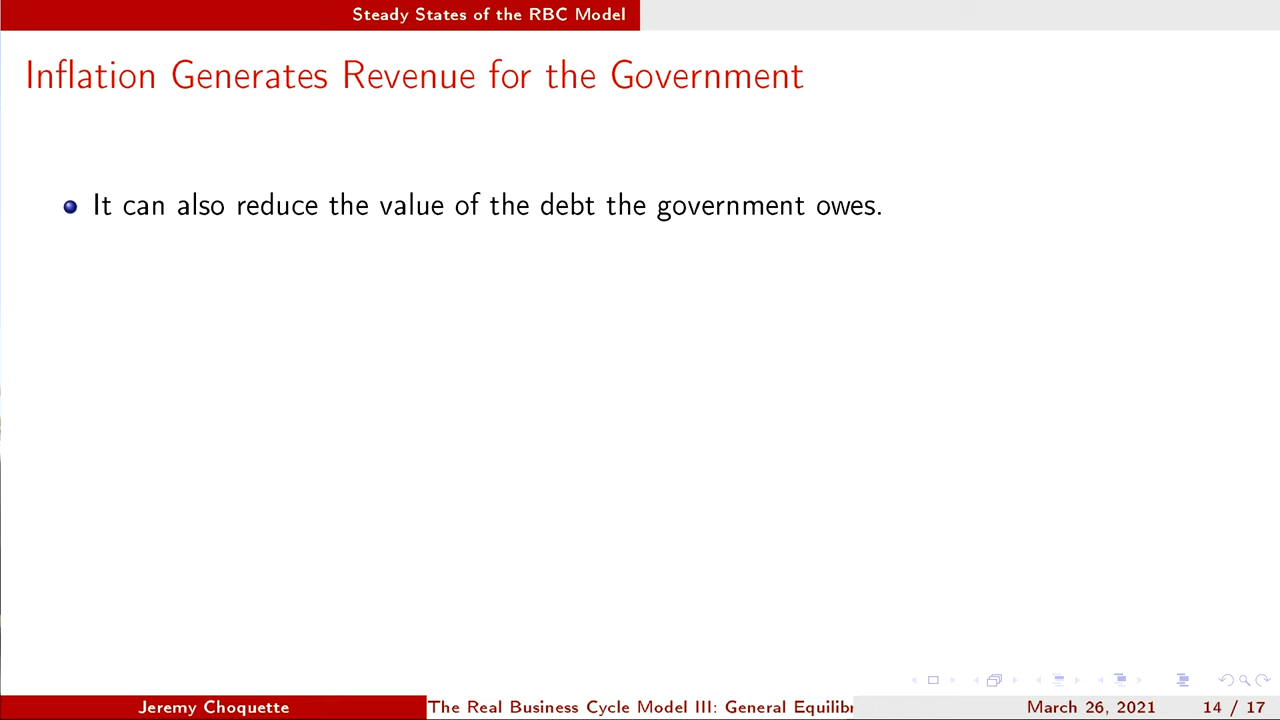 Steady States of the RBC Model
Inflation Generates Revenue for the Government
It can also reduce the value of the debt the government owes.
Jeremy Choquette
The Real Business Cycle Model III: General Equilibr
March 26, 2021
14 / 17